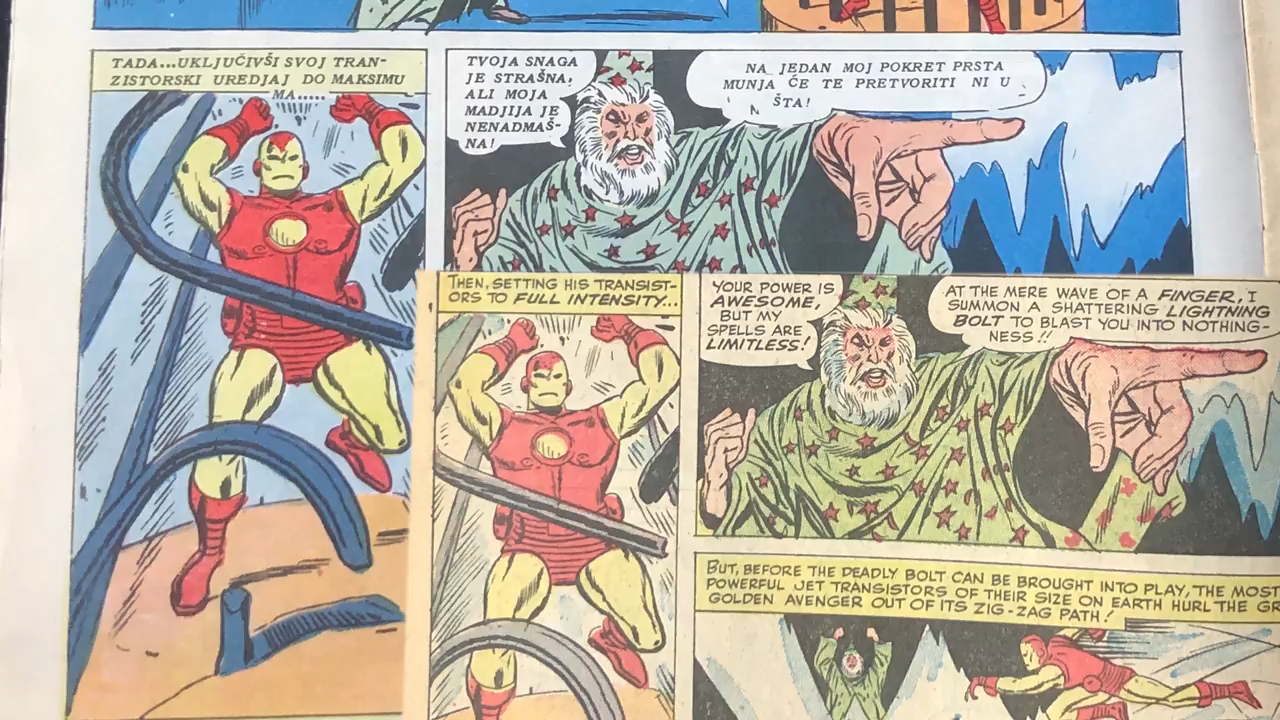 TADA...UKLJUČIVŠI SVOJ TRAN-
ZISTORSKI UREDJAJ DO MAKSIMU
MA.....
TVOJA SNAGA
JE STRAŠNA,
ALI MOJA
MADJIJA JE
NENADMAŠ-
NA!
NA JEDAN MOJ POKRET PRSTA
MUNJA ĆE TE PRETVORITI NI U
ŠTA!
THEN, SETTING HIS TRANSIST-
ORS TO FULL INTENSITY...
YOUR POWER IS
AWESOME,
BUT MY
SPELLS ARE
LIMITLESS!
AT THE MERE WAVE OF A FINGER, I
SUMMON A SHATTERING LIGHTNING
BOLT TO BLAST YOU INTO NOTHING-
NESS!!
BUT, BEFORE THE DEADLY BOLT CAN BE BROUGHT INTO PLAY, THE MOST
POWERFUL JET TRANSISTORS OF THEIR SIZE ON EARTH HURL THE
GOLDEN AVENGER OUT OF ITS ZIG-ZAG PATH!